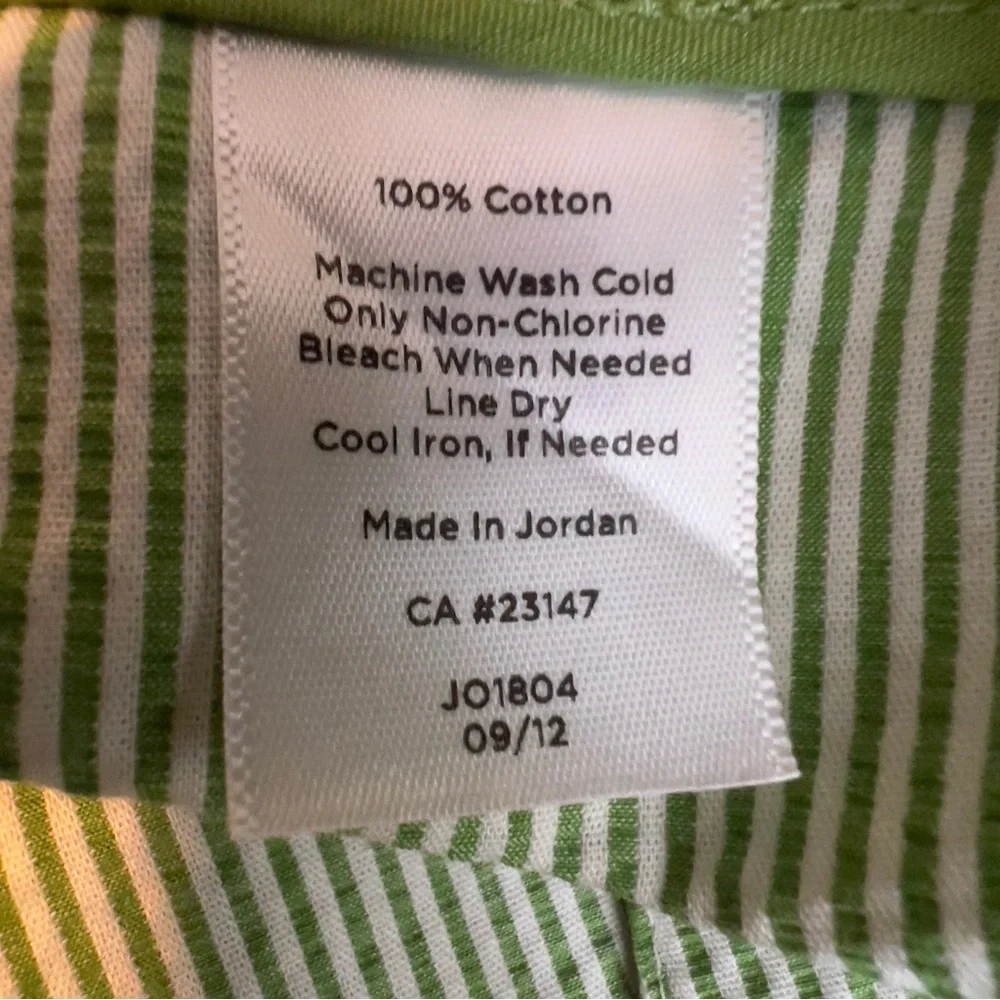 100% Cotton
Machine Wash Cold
Only Non-Chlorine
Bleach When Needed
Line Dry
Cool Iron, If Needed
Made In Jordan
CA #23147
JO1804
09/12